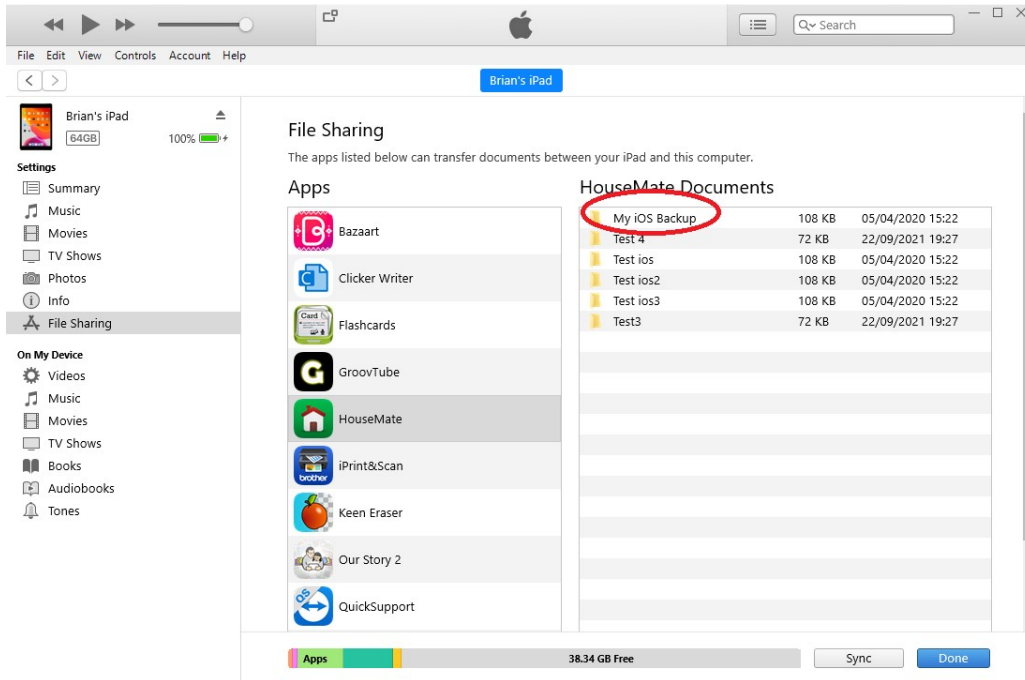 Search
File Edit View Controls Account Help
Brian's iPad
Brian's iPad
64GB 100%
Settings
Summary
Music
Movies
TV Shows
Photos
Info
File Sharing
On My Device
Videos
Music
Movies
TV Shows
Books
Audiobooks
Tones
File Sharing
The apps listed below can transfer documents between your iPad and this computer.
Apps
Bazaart
Clicker Writer
Card
Flashcards
GroovTube
HouseMate
brother
iPrint&Scan
Keen Eraser
Our Story 2
QS
QuickSupport
HouseMate Documents
My iOS Backup 108 KB 05/04/2020 15:22
Test 4 72 KB 22/09/2021 19:27
Test ios 108 KB 05/04/2020 15:22
Test ios2 108 KB 05/04/2020 15:22
Test ios3 108 KB 05/04/2020 15:22
Test3 72 KB 22/09/2021 19:27
Apps 38.34 GB Free Sync Done